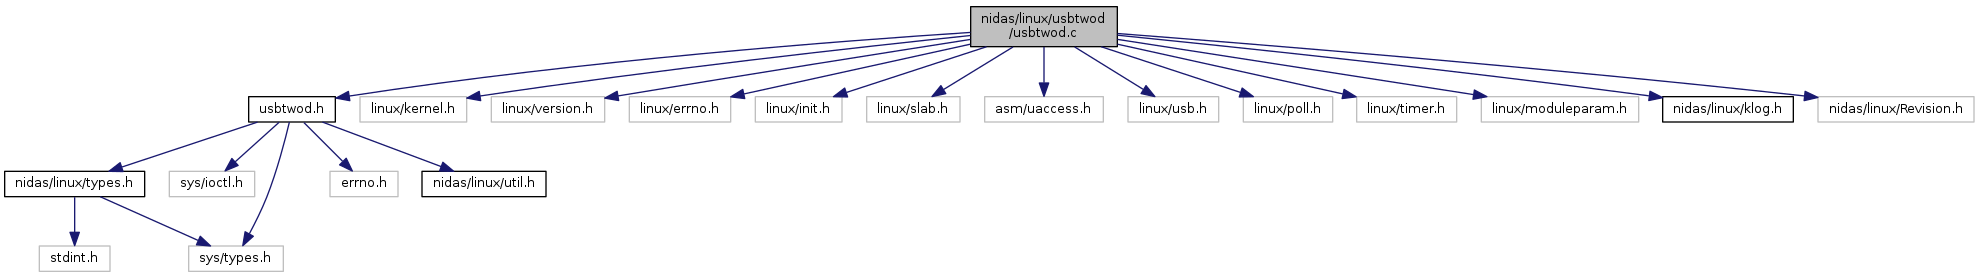 nidas/linux/usbtwod
/usbtwod.c
usbtwod.h
linux/kernel.h
linux/version.h
linux/errno.h
linux/init.h
linux/slab.h
asm/uaccess.h
linux/usb.h
linux/poll.h
linux/timer.h
linux/moduleparam.h
nidas/linux/klog.h
nidas/linux/Revision.h
nidas/linux/types.h
sys/ioctl.h
errno.h
nidas/linux/util.h
stdint.h
sys/types.h